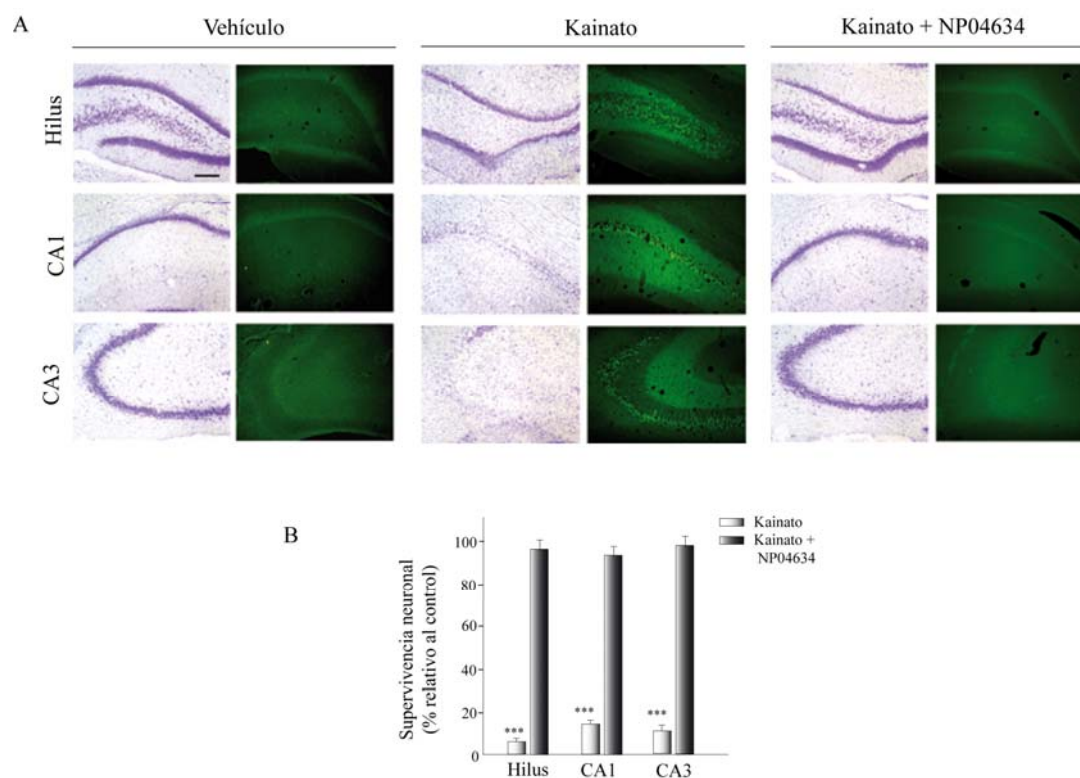 A
Vehículo
Kainato
Kainato + NP04634
Hilus
CA1
CA3
B
Supervivencia neuronal
(% relativo al control)
100
80
60
40
20
0
***
***
***
Hilus
CA1
CA3
Kainato
Kainato +
NP04634